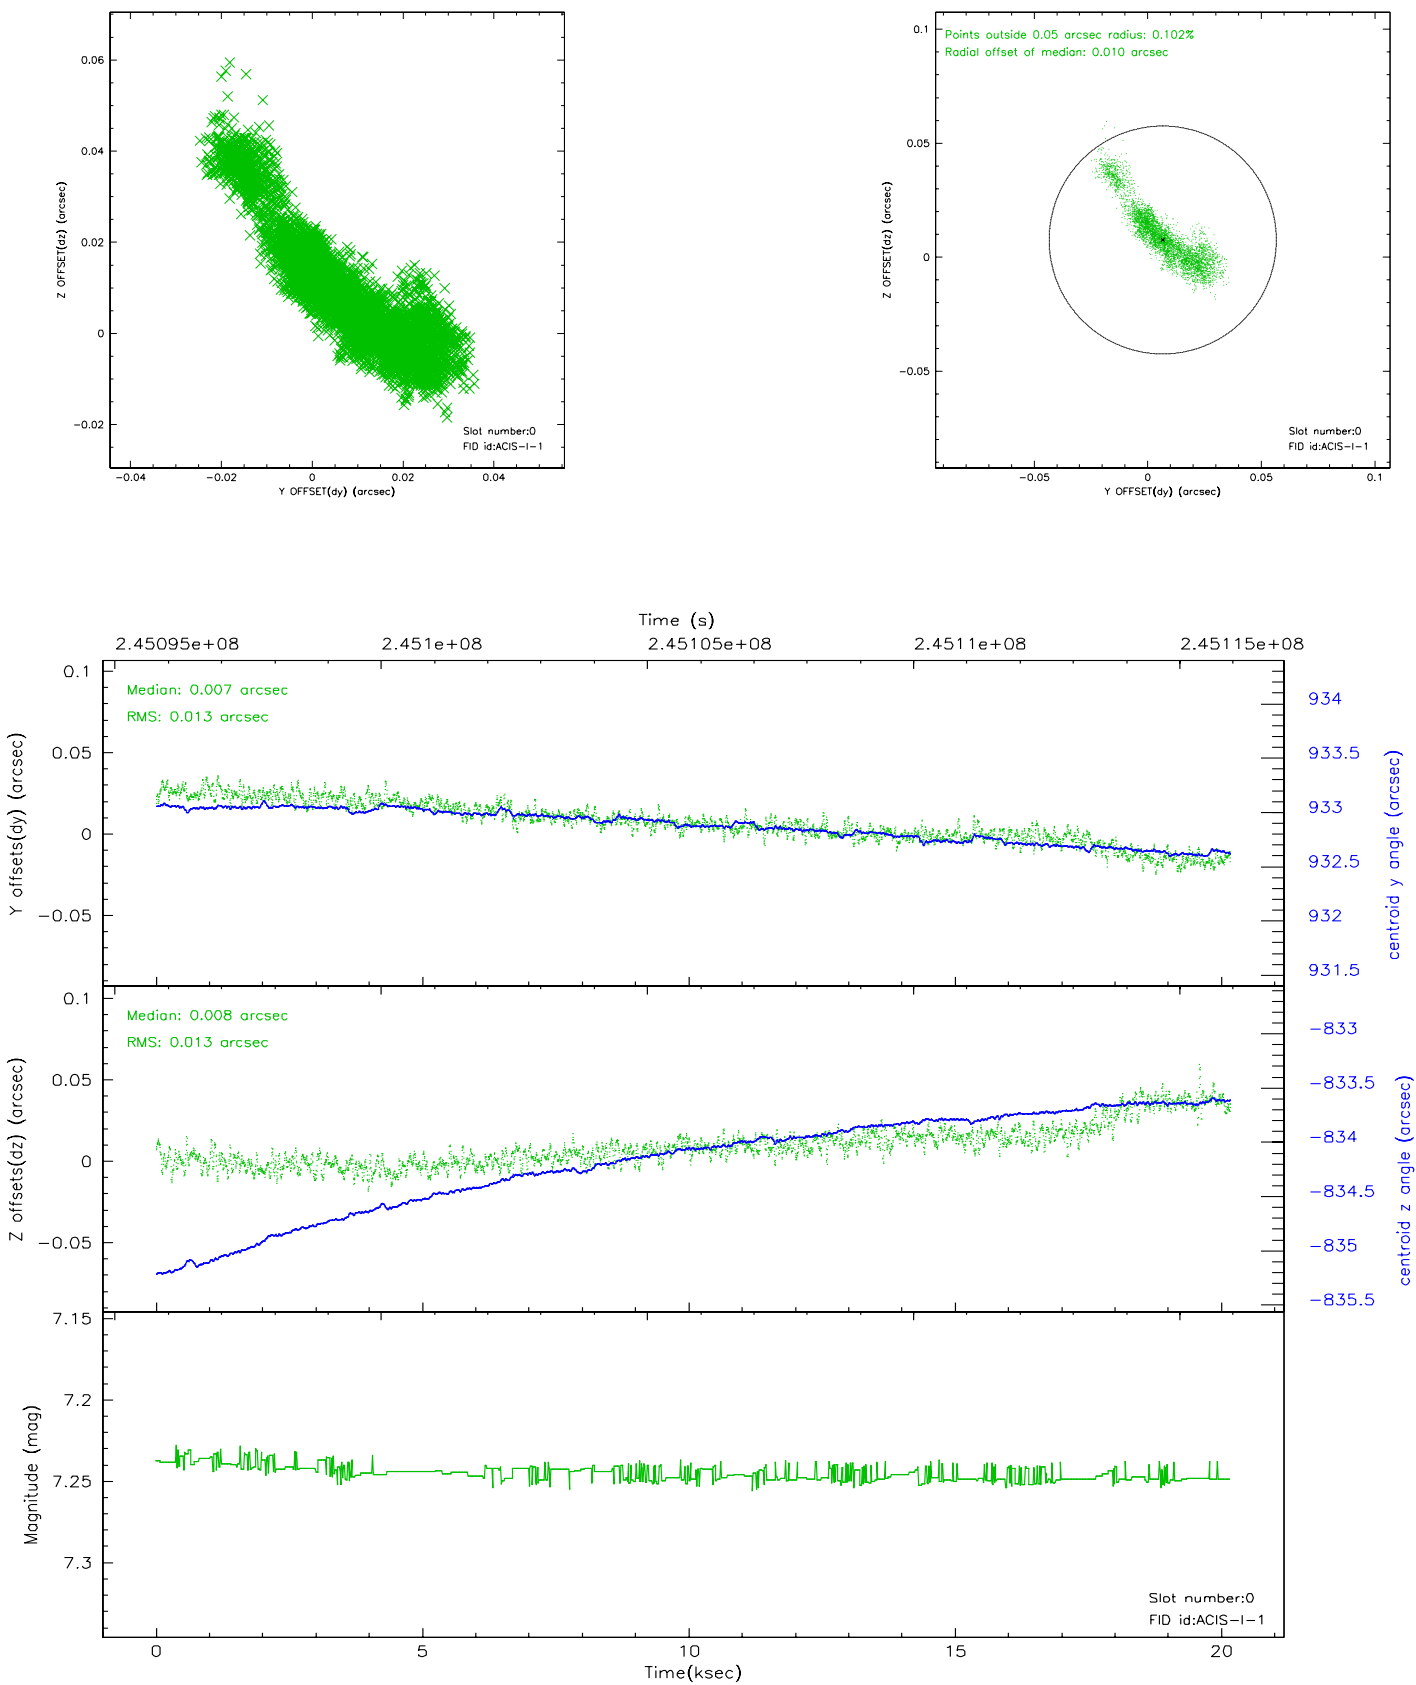 0.06
0.04
0.02
0
-0.02
Z OFFSET(dz) (arcsec)
Slot number:0
FID id:ACIS-I-1
-0.04
-0.02
0
0.02
0.04
Y OFFSET(dy) (arcsec)
Points outside 0.05 arcsec radius: 0.102%
Radial offset of median: 0.010 arcsec
0.1
0.05
0
-0.05
Z OFFSET(dz) (arcsec)
Slot number:0
FID id:ACIS-I-1
-0.05
0
0.05
0.1
Y OFFSET(dy) (arcsec)
Time (s)
2.45095e+08
2.451e+08
2.45105e+08
2.4511e+08
2.45115e+08
Median: 0.007 arcsec
RMS: 0.013 arcsec
0.1
0.05
0
-0.05
Y offsets(dy) (arcsec)
934
933.5
933
932.5
932
931.5
centroid y angle (arcsec)
Median: 0.008 arcsec
RMS: 0.013 arcsec
0.1
0.05
0
-0.05
Z offsets(dz) (arcsec)
-833
-833.5
-834
-834.5
-835
-835.5
centroid z angle (arcsec)
7.15
7.2
7.25
7.3
Magnitude (mag)
Slot number:0
FID id:ACIS-I-1
0
5
10
15
20
Time(ksec)